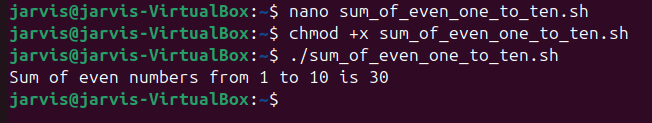 jarvis@jarvis-VirtualBox:~$ nano sum_of_even_one_to_ten.sh
jarvis@jarvis-VirtualBox:~$ chmod +x sum_of_even_one_to_ten.sh
jarvis@jarvis-VirtualBox:~$ ./sum_of_even_one_to_ten.sh
Sum of even numbers from 1 to 10 is 30
jarvis@jarvis-VirtualBox:~$